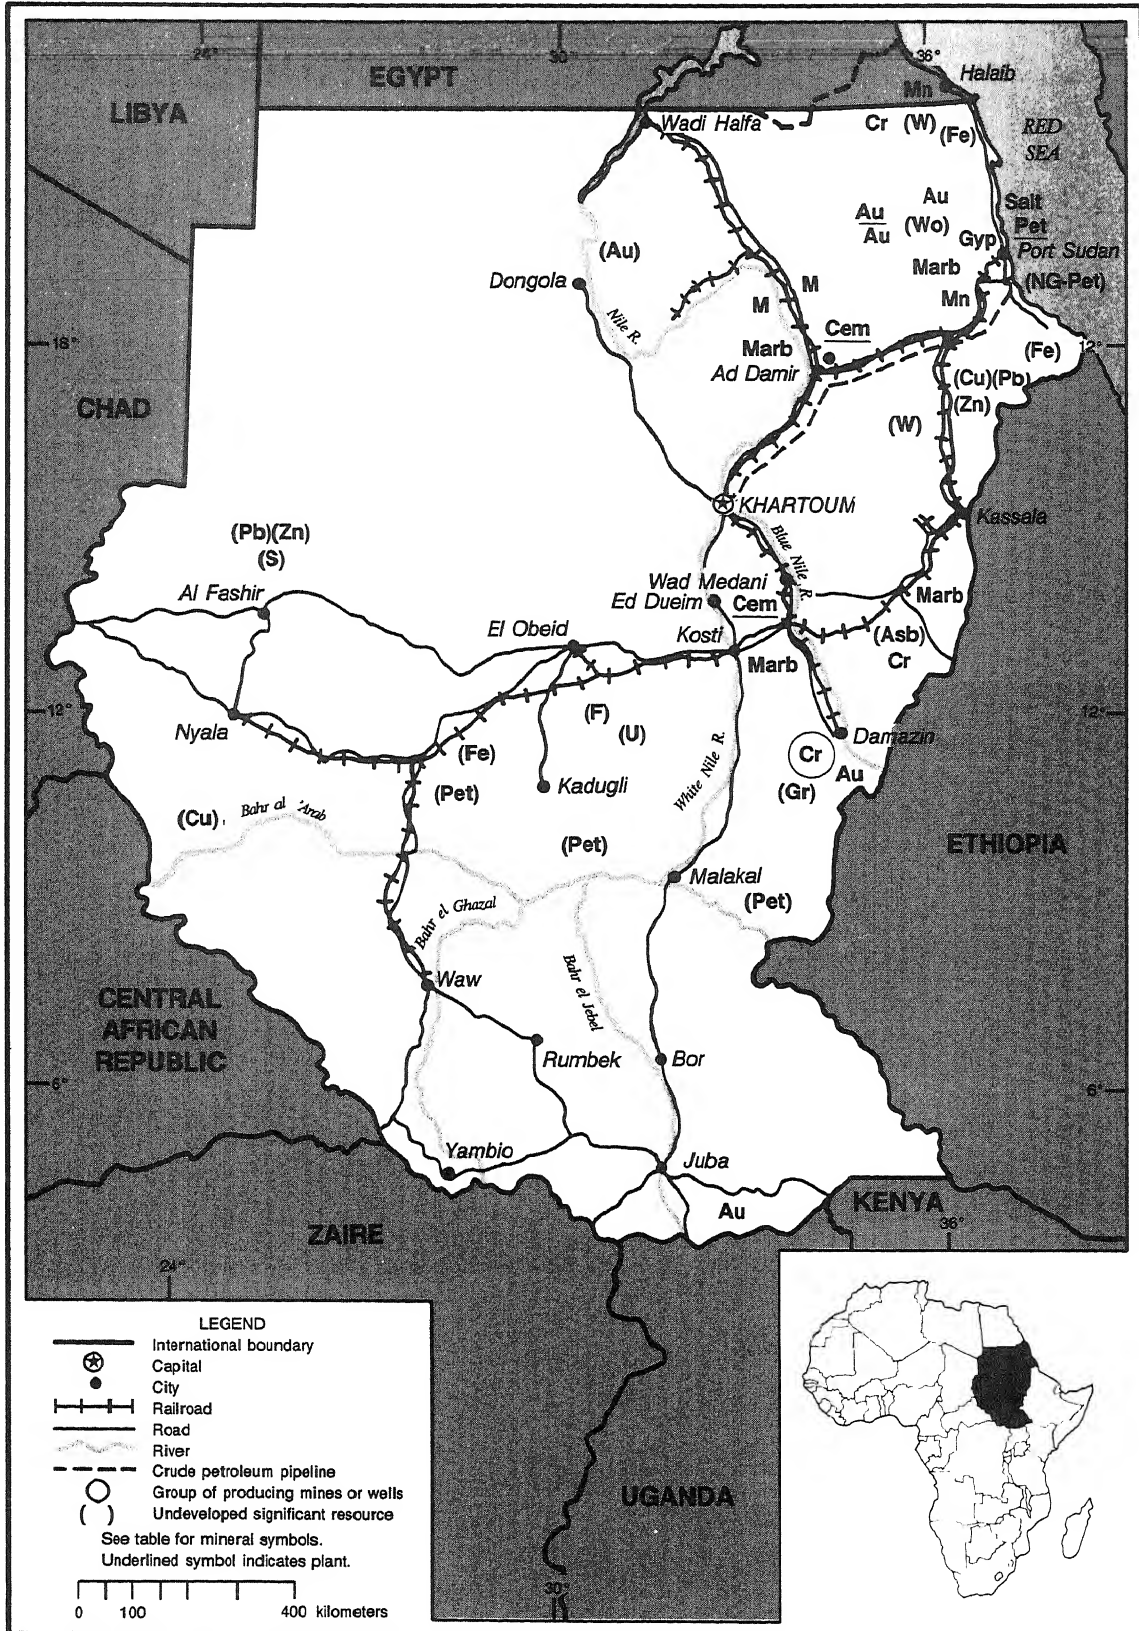 24°
30
36°
EGYPT
LIBYA
Mn
Halaib
Wadi Halfa
Cr (W)
(Fe)
RED
SEA
Au
Salt
Au
Au
(Wo)
Pet
(Au)
Gyp
Port Sudan
Dongola
Marb
(NG-Pet)
M
M
Mn
Nile R.
Cem
18°
Marb
12°
(Fe)
Ad Damir
(Cu)(Pb)
(Zn)
CHAD
(W)
KHARTOUM
Kassala
(Pb)(Zn)
(S)
Blue Nile R.
Al Fashir
Wad Medani
Ed Dueim
Cem
Marb
El Obeid
Kosti
(Asb)
Marb
Cr
12°
(F)
12°
Nyala
(U)
Damazin
(Fe)
Cr
Au
(Pet)
Kadugli
White Nile R.
(Gr)
(Cu)
Bahr al 'Arab
(Pet)
ETHIOPIA
Malakal
(Pet)
Bahr el Ghazal
Waw
Bahr el Jebel
CENTRAL
AFRICAN
REPUBLIC
Rumbek
Bor
6°
6°
Yambio
Juba
Au
KENYA
36°
ZAIRE
24°
LEGEND
International boundary
Capital
City
Railroad
Road
River
Crude petroleum pipeline
Group of producing mines or wells
( ) Undeveloped significant resource
See table for mineral symbols.
Underlined symbol indicates plant.
0 100 400 kilometers
UGANDA
30°